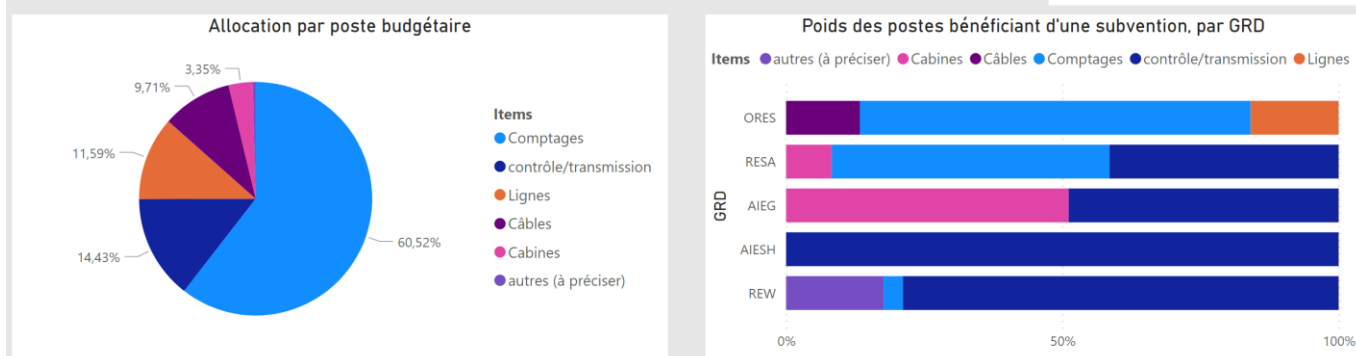 Allocation par poste budgétaire
3,35%
9,71%
11,59%
14,43%
60,52%
Items
Comptages
contrôle/transmission
Lignes
Câbles
Cabines
autres (à préciser)
Poids des postes bénéficiant d'une subvention, par GRD
Items autres (à préciser) Cabines Câbles Comptages contrôle/transmission Lignes
GRD
ORES
RESA
AIEG
AIESH
REW
0% 50% 100%